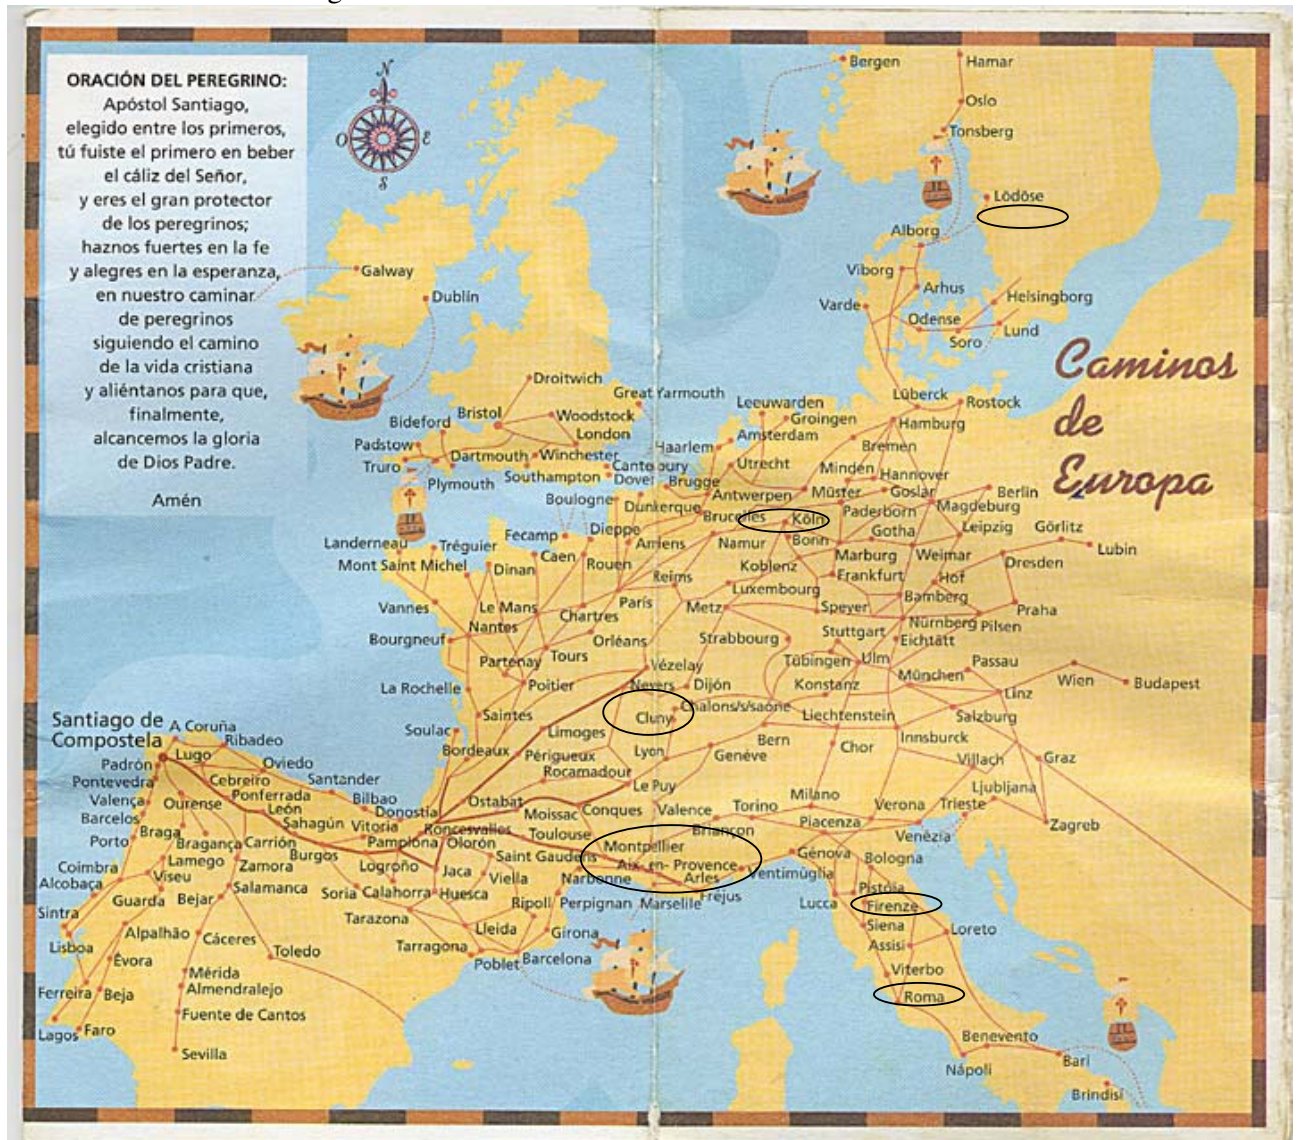 ORACIÓN DEL PEREGRINO:
Apóstol Santiago,
elegido entre los primeros,
tú fuiste el primero en beber
el cáliz del Señor,
y eres el gran protector
de los peregrinos;
haznos fuertes en la fe
y alegres en la esperanza,
en nuestro caminar
de peregrinos
siguiendo el camino
de la vida cristiana
y aliéntanos para que,
finalmente,
alcancemos la gloria
de Dios Padre.
Amén
N
O
E
S
Caminos
de
Europa
Bergen
Hamar
Oslo
Tonsberg
Lödöse
Alborg
Viborg
Arhus
Varde
Helsingborg
Odense
Lund
Soro
Galway
Dublín
Droitwich
Great Yarmouth
Bristol
Woodstock
Bideford
London
Padstow
Dartmouth
Winchester
Truro
Plymouth
Southampton
Dover
Leeuwarden
Groingen
Lüberck
Rostock
Hamburg
Amsterdam
Haarlem
Bremen
Utrecht
Minden
Hannover
Brugge
Antwerpen
Müster
Goslar
Berlin
Boulogne
Dunkerque
Brucelles
Köln
Paderborn
Magdeburg
Fecamp
Dieppe
Amiens
Namur
Bonn
Gotha
Leipzig
Görlitz
Lubin
Landerneau
Tréguier
Caen
Rouen
Koblenz
Marburg
Weimar
Dresden
Mont Saint Michel
Dinan
Reims
Luxembourg
Frankfurt
Hof
Bamberg
Vannes
Le Mans
Chartres
París
Metz
Speyer
Praha
Nantes
Nürnberg
Pilsen
Bourgneuf
Orléans
Strabbourg
Stuttgart
Eichtätt
Partenay
Tours
Vézelay
Tübingen
Ulm
Passau
La Rochelle
Poitier
Nevers
Dijón
Konstanz
München
Linz
Wien
Budapest
Saintes
Cluny
Chalons/s/saône
Liechtenstein
Salzburg
Soulac
Limoges
Bern
Innsburck
Bordeaux
Périgueux
Lyon
Genéve
Chor
Villach
Graz
Rocamadour
Le Puy
Ljubljana
Ostabat
Moissac
Conques
Valence
Torino
Milano
Verona
Trieste
Zagreb
Roncesvalles
Toulouse
Briançon
Piacenza
Venézia
Olorón
Montpellier
Génova
Bologna
Saint Gaudens
Aix-en-Provence
Ventimuglia
Jaca
Viella
Narbonne
Arles
Pistóia
Huesca
Ripoll
Perpignan
Marselile
Fréjus
Lucca
Firenze
Siena
Loreto
Assisi
Viterbo
Roma
Benevento
Nápoli
Bari
Brindisi
Santiago de
Compostela
A Coruña
Ribadeo
Padrón
Lugo
Oviedo
Pontevedra
Cebreiro
Santander
Valença
Ourense
Ponferrada
Bilbao
Barcelos
León
Donostia
Porto
Braga
Sahagún
Vitoria
Bragança
Carrión
Burgos
Pamplona
Coimbra
Lamego
Zamora
Logroño
Alcobaça
Viseu
Salamanca
Soria
Calahorra
Guarda
Bejar
Tarazona
Sintra
Alpalhão
Cáceres
Toledo
Lleida
Girona
Lisboa
Évora
Tarragona
Poblet
Barcelona
Mérida
Ferreira
Beja
Almendralejo
Fuente de Cantos
Lagos
Faro
Sevilla